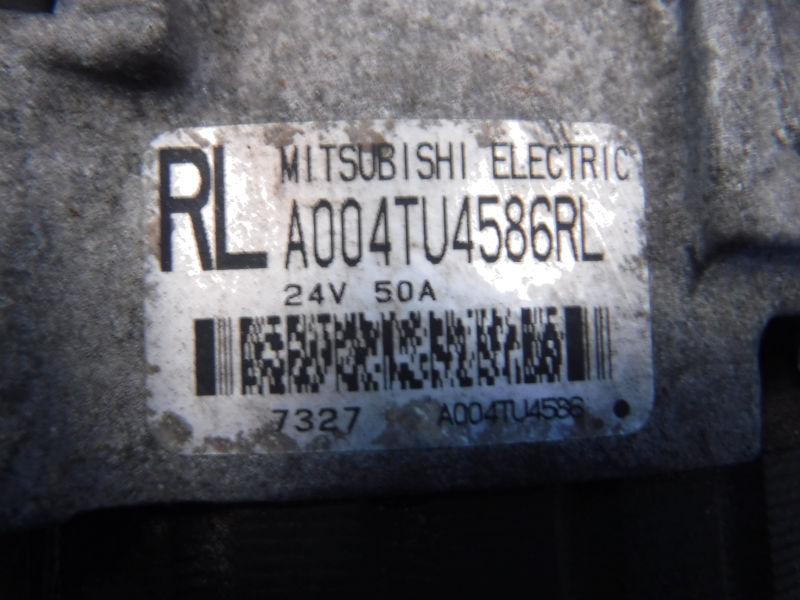 RL MITSUBISHI ELECTRIC
A004TU4586RL
24V 50A
7327 A004TU4586